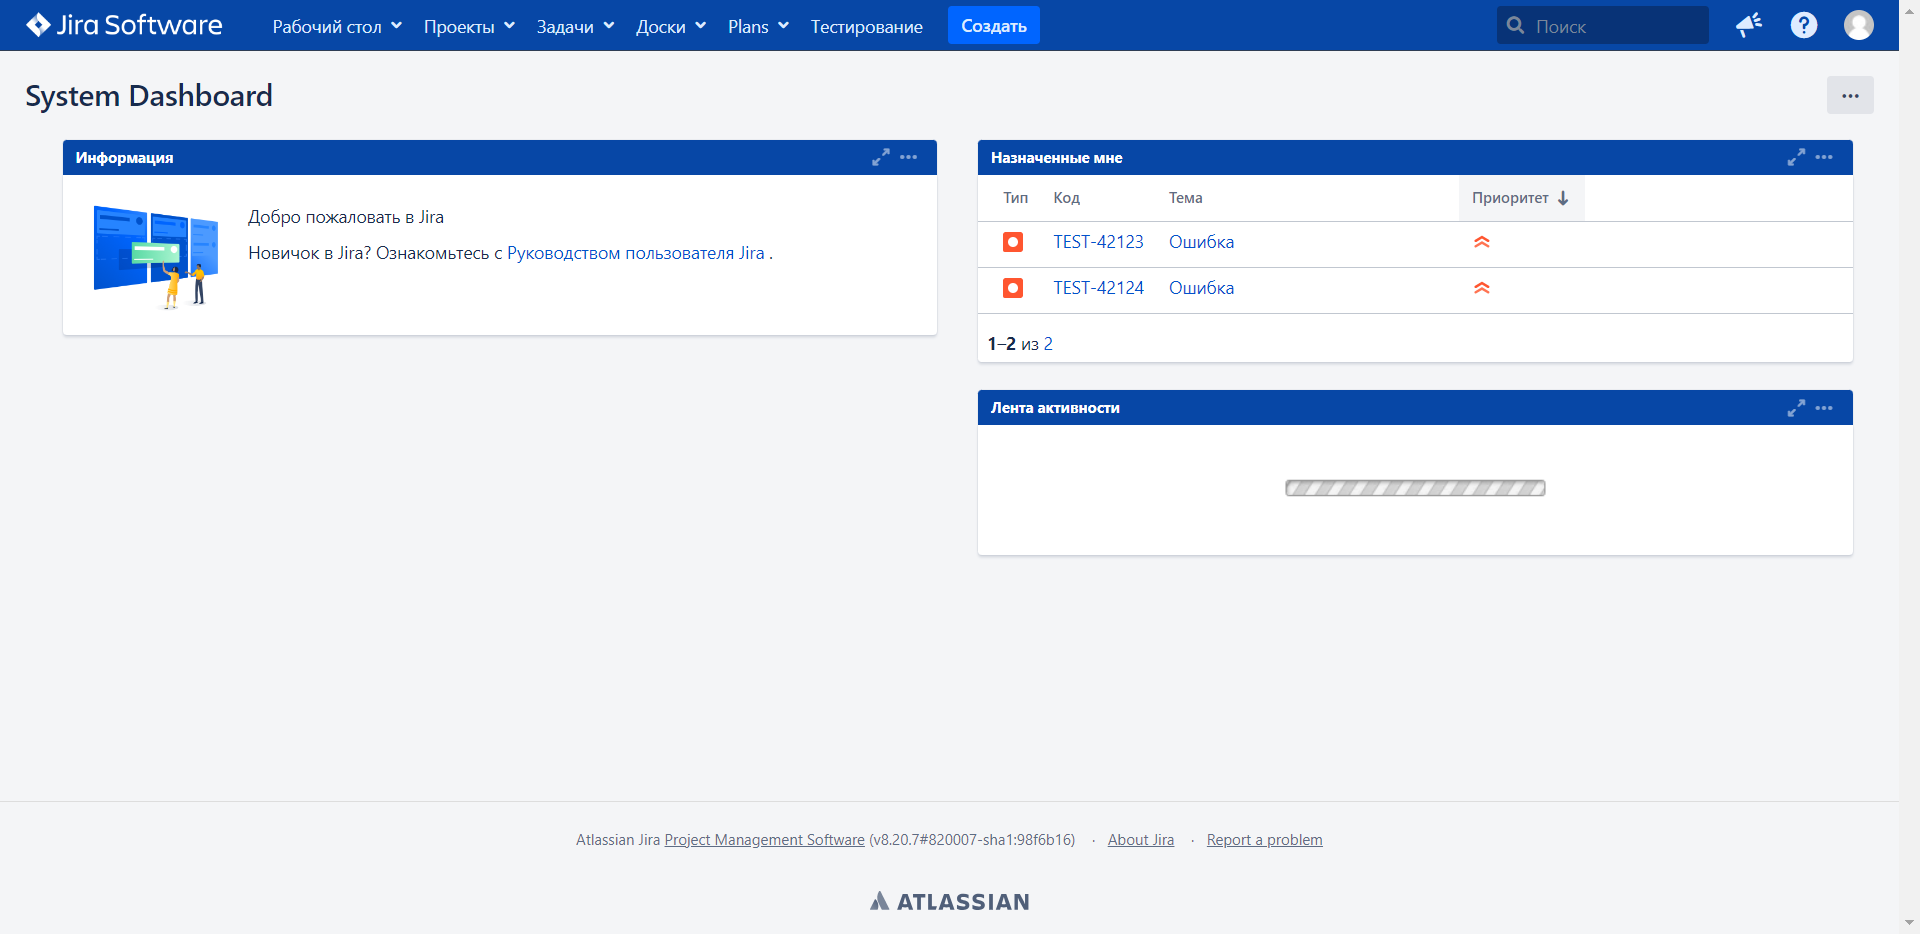 Jira Software Рабочий стол Проекты Задачи Доски Plans Тестирование Создать Поиск
System Dashboard
Информация
Добро пожаловать в Jira
Новичок в Jira? Ознакомьтесь с Руководством пользователя Jira .
Назначенные мне
Тип Код Тема Приоритет
TEST-42123 Ошибка
TEST-42124 Ошибка
1–2 из 2
Лента активности
Atlassian Jira Project Management Software (v8.20.7#820007-sha1:98f6b16) · About Jira · Report a problem
ATLASSIAN